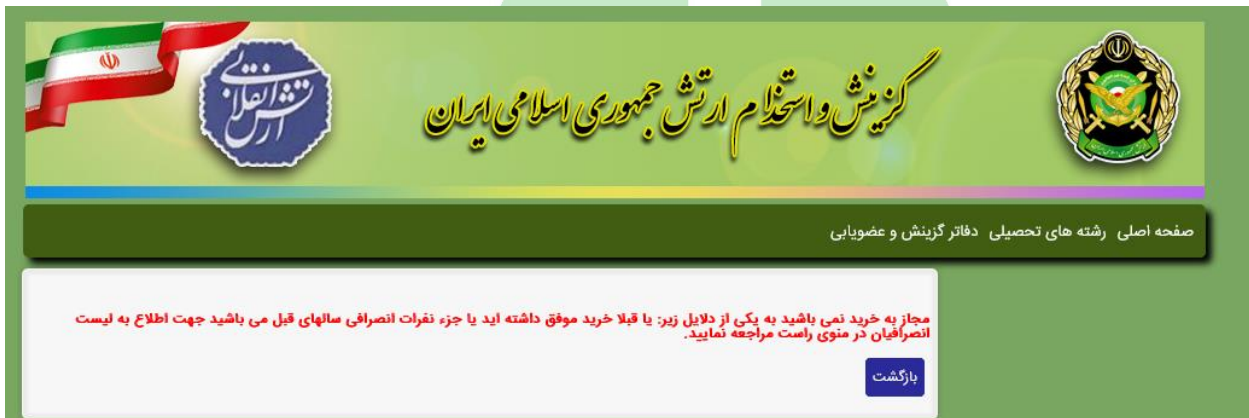 گزینش و استخدام ارتش جمهوری اسلامی ایران
ارتش انقلابی
صفحه اصلی رشته های تحصیلی دفاتر گزینش و عضویابی
مجاز به خرید نمی باشید به یکی از دلایل زیر: یا قبلا خرید موفق داشته اید یا جزء نفرات انصرافی سالهای قبل می باشید جهت اطلاع به لیست
انصرافیان در منوی راست مراجعه نمایید.
بازگشت